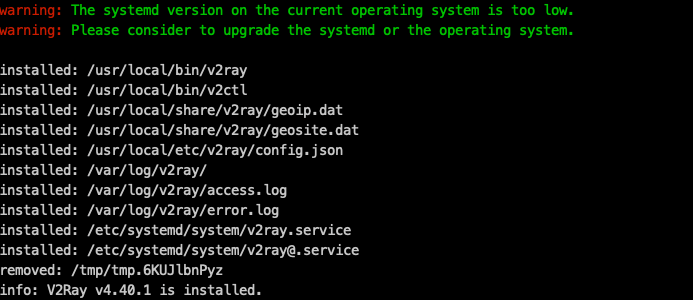 warning: The systemd version on the current operating system is too low.
warning: Please consider to upgrade the systemd or the operating system.
installed: /usr/local/bin/v2ray
installed: /usr/local/bin/v2ctl
installed: /usr/local/share/v2ray/geoip.dat
installed: /usr/local/share/v2ray/geosite.dat
installed: /usr/local/etc/v2ray/config.json
installed: /var/log/v2ray/
installed: /var/log/v2ray/access.log
installed: /var/log/v2ray/error.log
installed: /etc/systemd/system/v2ray.service
installed: /etc/systemd/system/v2ray@.service
removed: /tmp/tmp.6KUJlbnPyz
info: V2Ray v4.40.1 is installed.